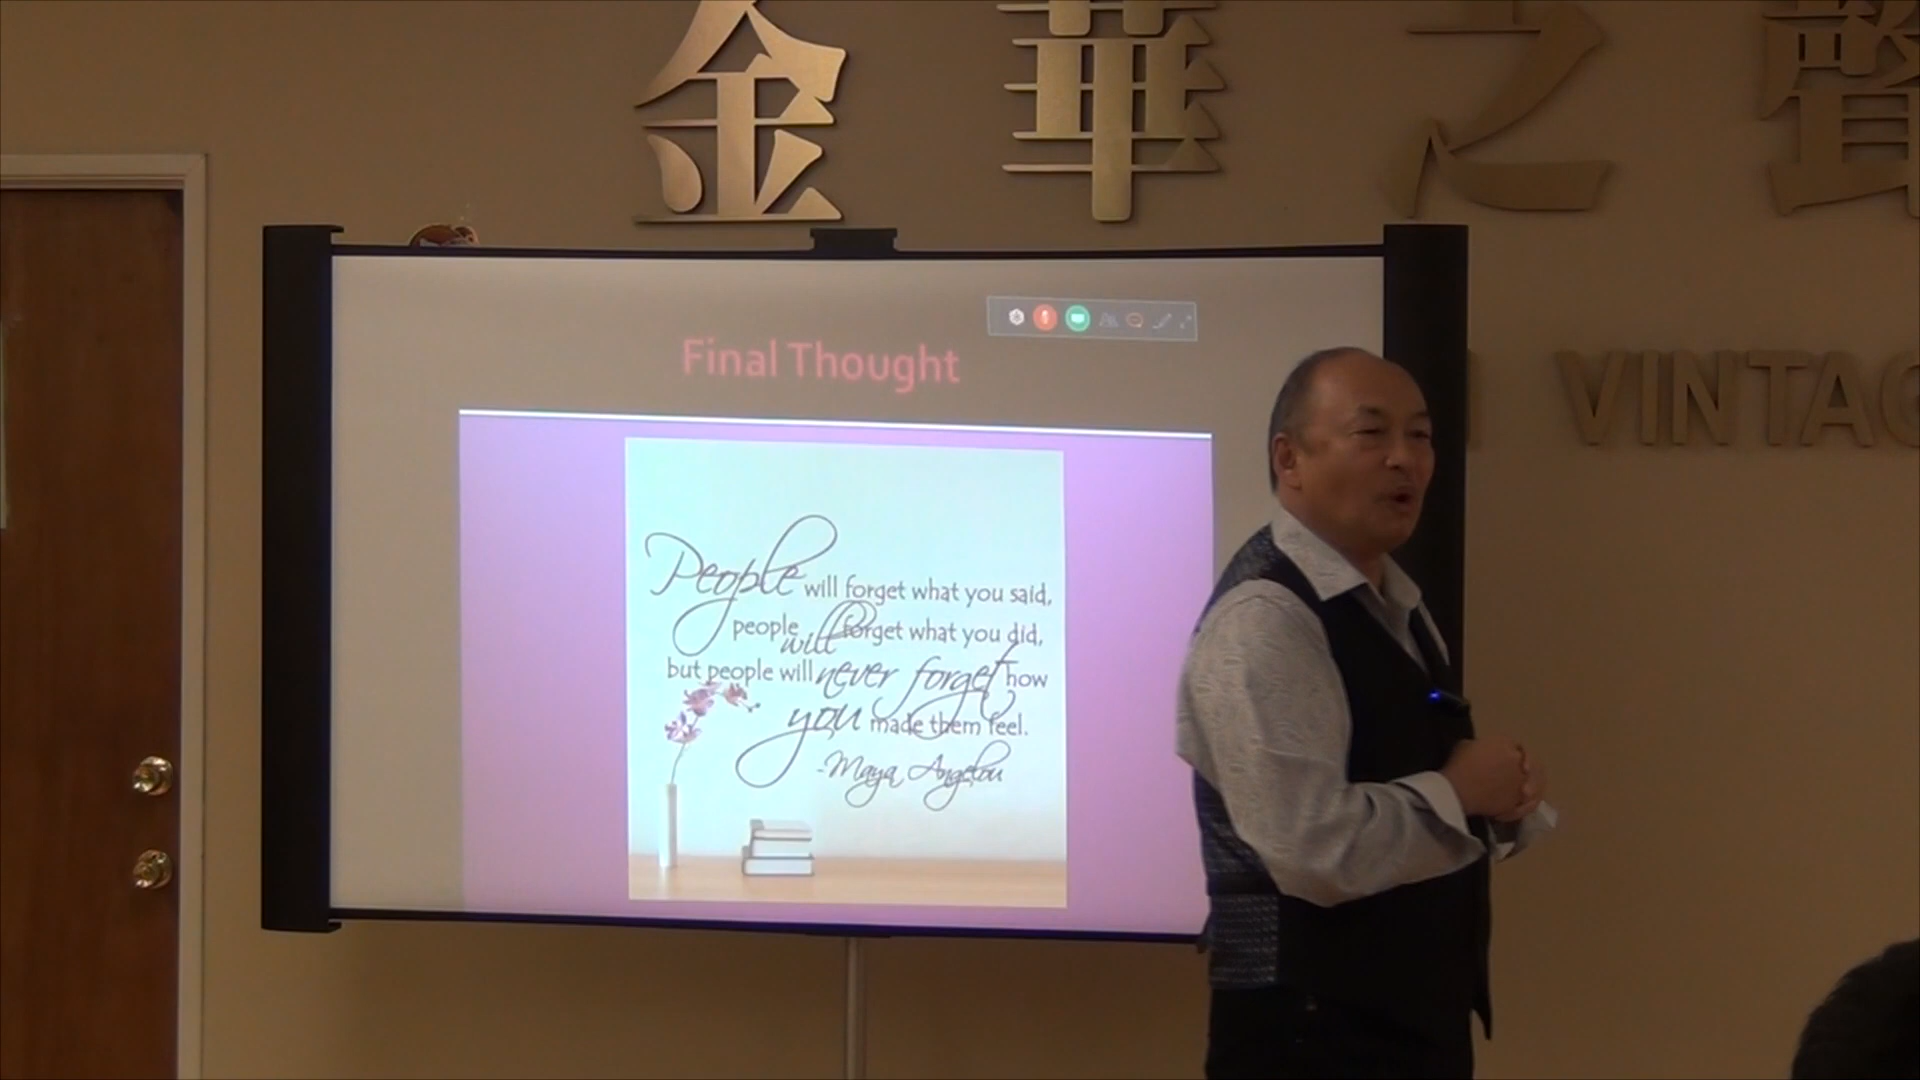 金華之聲
VINTAG
Final Thought
People will forget what you said,
people will forget what you did,
but people will never forget how
you made them feel.
-Maya Angelou